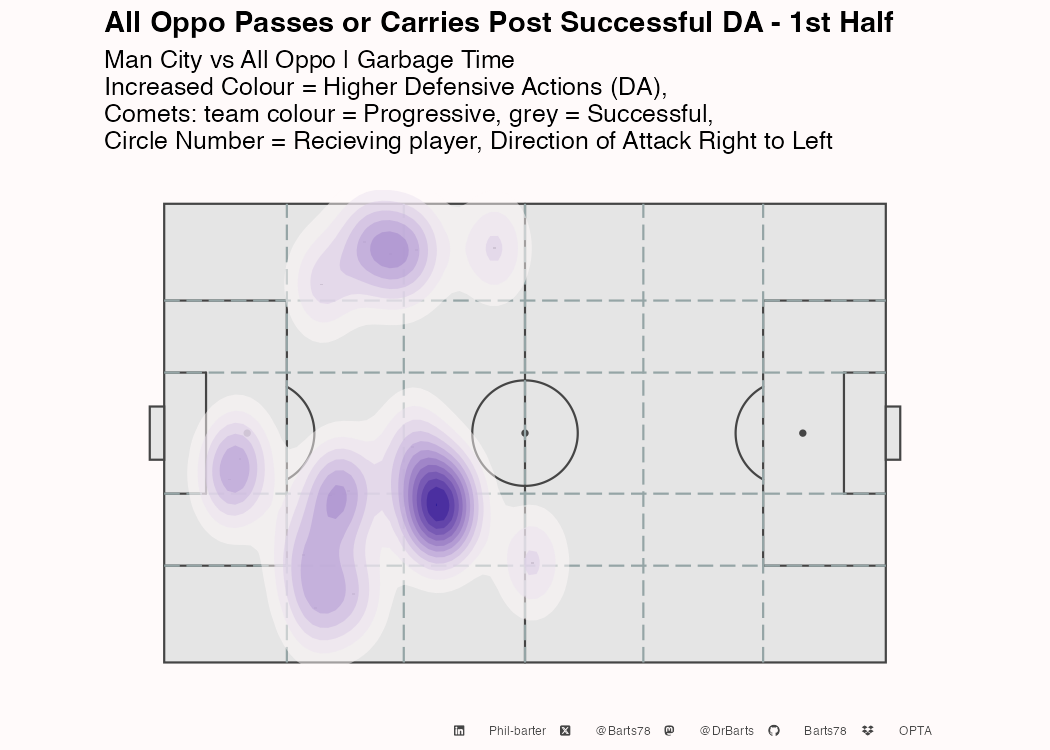 All Oppo Passes or Carries Post Successful DA - 1st Half
Man City vs All Oppo | Garbage Time
Increased Colour = Higher Defensive Actions (DA),
Comets: team colour = Progressive, grey = Successful,
Circle Number = Recieving player, Direction of Attack Right to Left
Phil-barter @Barts78 @DrBarts Barts78 OPTA